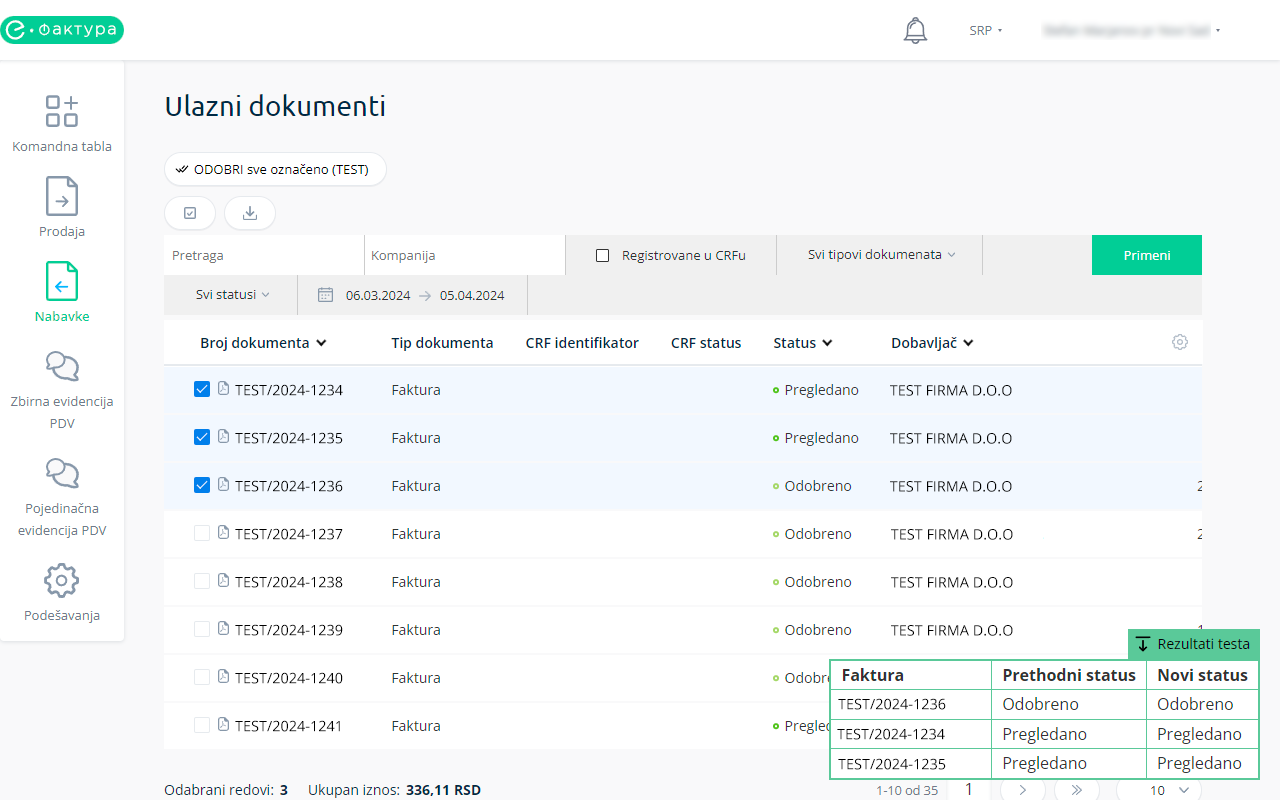 е·фактура
SRP
Ulazni dokumenti
Komandna tabla
Prodaja
Nabavke
Zbirna evidencija
PDV
Pojedinačna
evidencija PDV
Podešavanja
ODOBRI sve označeno (TEST)
Pretraga Kompanija Registrovane u CRFu Svi tipovi dokumenata Primeni
Svi statusi 06.03.2024 → 05.04.2024
Broj dokumenta Tip dokumenta CRF identifikator CRF status Status Dobavljač
TEST/2024-1234 Faktura Pregledano TEST FIRMA D.O.O
TEST/2024-1235 Faktura Pregledano TEST FIRMA D.O.O
TEST/2024-1236 Faktura Odobreno TEST FIRMA D.O.O
TEST/2024-1237 Faktura Odobreno TEST FIRMA D.O.O
TEST/2024-1238 Faktura Odobreno TEST FIRMA D.O.O
TEST/2024-1239 Faktura Odobreno TEST FIRMA D.O.O
TEST/2024-1240 Faktura
TEST/2024-1241 Faktura
Rezultati testa
Faktura Prethodni status Novi status
TEST/2024-1236 Odobreno Odobreno
TEST/2024-1234 Pregledano Pregledano
TEST/2024-1235 Pregledano Pregledano
Odabrani redovi: 3 Ukupan iznos: 336,11 RSD 1-10 od 35 1 10